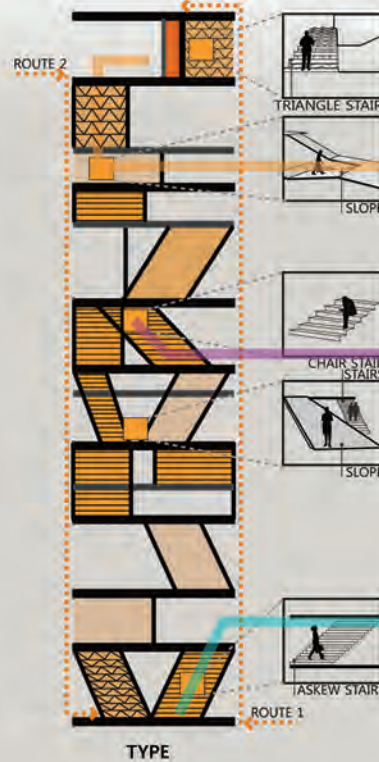 ROUTE 2
TRIANGLE STAIR
SLOPE
CHAIR STAIR
STAIRS
SLOPE
ASKEW STAIR
ROUTE 1
TYPE